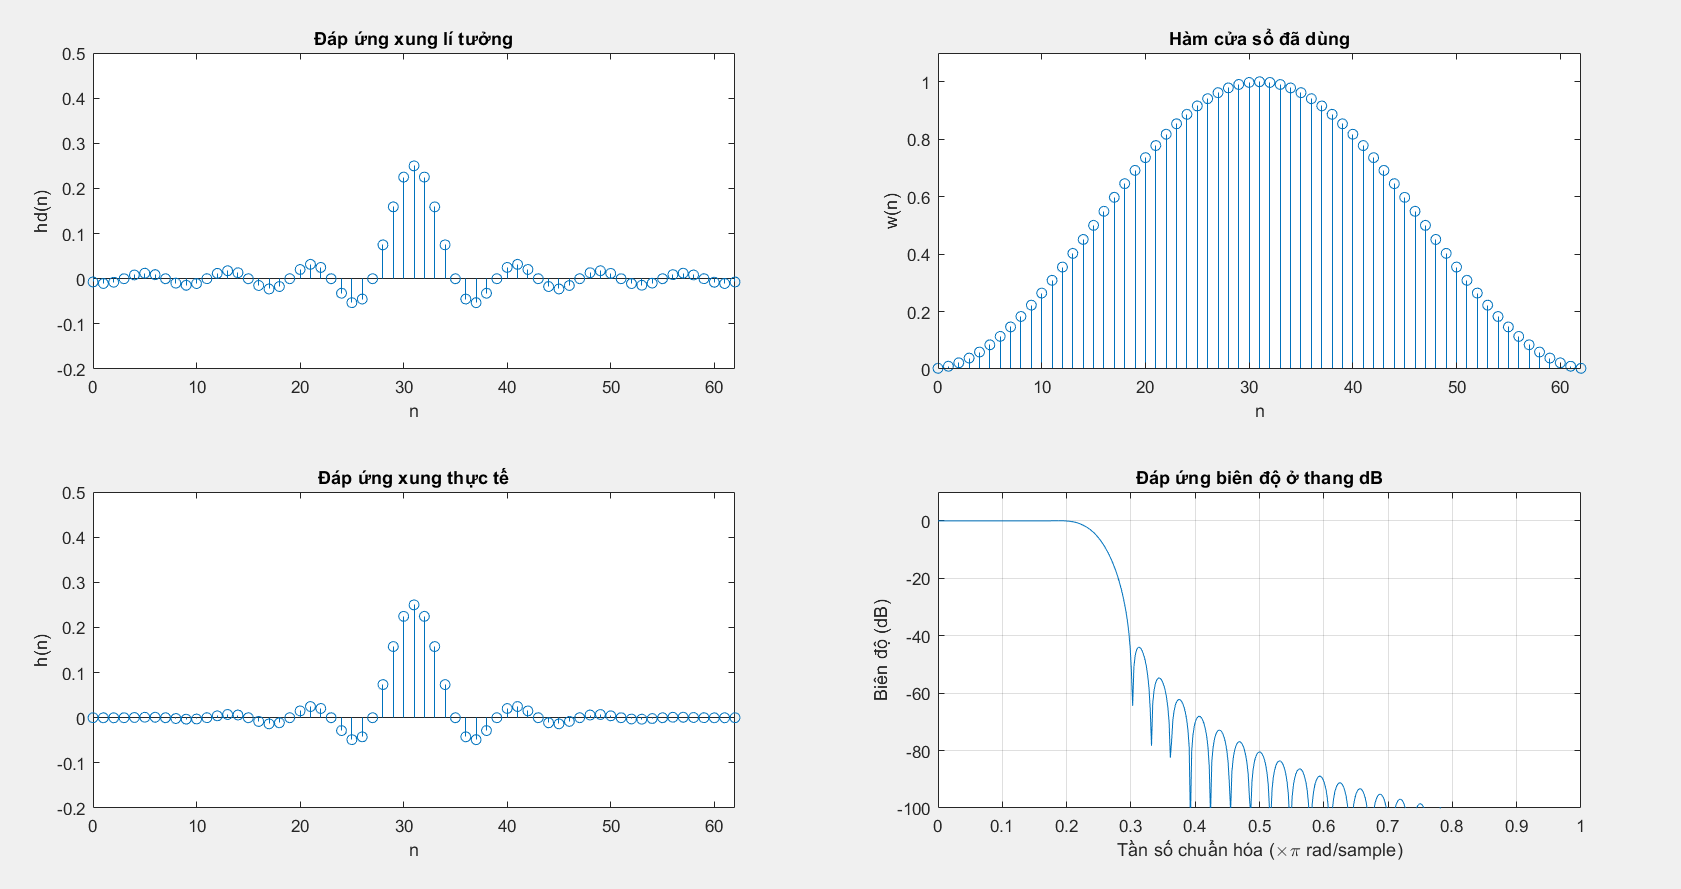 Đáp ứng xung lí tưởng
0.5
0.4
0.3
0.2
0.1
0
-0.1
-0.2
hd(n)
0 10 20 30 40 50 60
n
Hàm cửa sổ đã dùng
1
0.8
0.6
0.4
0.2
0
w(n)
0 10 20 30 40 50 60
n
Đáp ứng xung thực tế
0.5
0.4
0.3
0.2
0.1
0
-0.1
-0.2
h(n)
0 10 20 30 40 50 60
n
Đáp ứng biên độ ở thang dB
0
-20
-40
-60
-80
-100
Biên độ (dB)
0 0.1 0.2 0.3 0.4 0.5 0.6 0.7 0.8 0.9 1
Tần số chuẩn hóa (×π rad/sample)